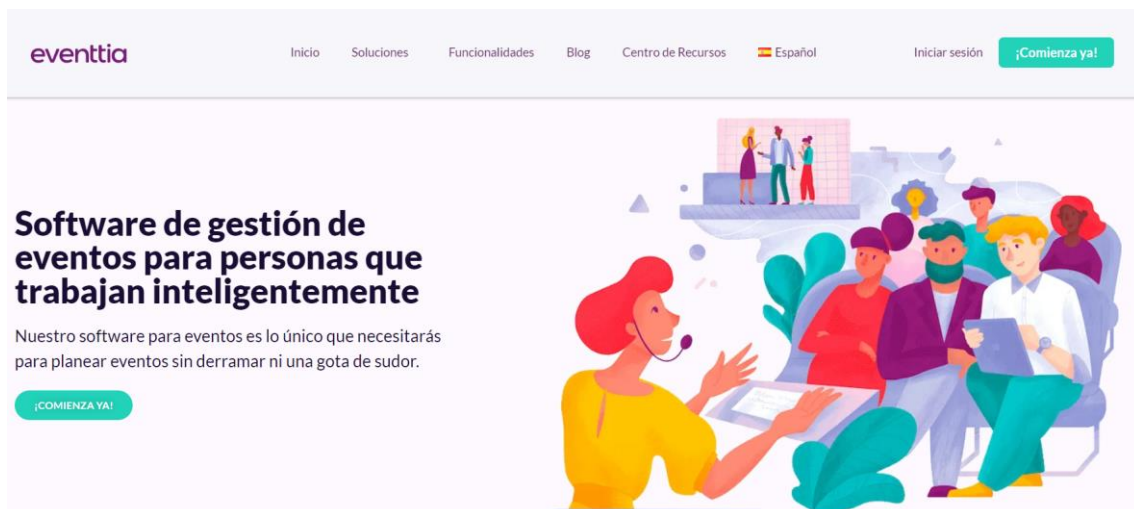 eventtia
Inicio Soluciones Funcionalidades Blog Centro de Recursos Español Iniciar sesión ¡Comienza ya!
Software de gestión de
eventos para personas que
trabajan inteligentemente
Nuestro software para eventos es lo único que necesitarás
para planear eventos sin derramar ni una gota de sudor.
¡COMIENZA YA!